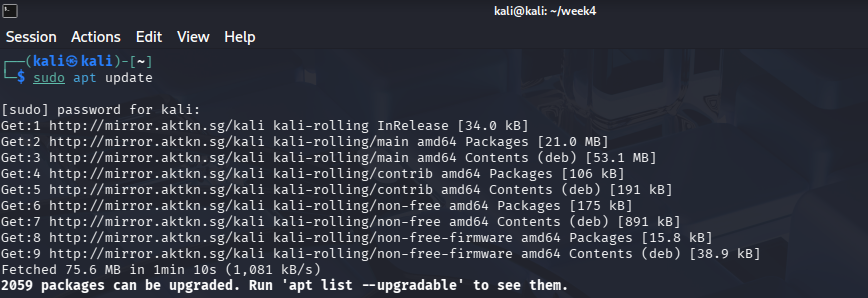 kali@kali: ~/week4
Session Actions Edit View Help
┌──(kali㉿kali)-[~]
└─$ sudo apt update
[sudo] password for kali:
Get:1 http://mirror.aktkn.sg/kali kali-rolling InRelease [34.0 kB]
Get:2 http://mirror.aktkn.sg/kali kali-rolling/main amd64 Packages [21.0 MB]
Get:3 http://mirror.aktkn.sg/kali kali-rolling/main amd64 Contents (deb) [53.1 MB]
Get:4 http://mirror.aktkn.sg/kali kali-rolling/contrib amd64 Packages [106 kB]
Get:5 http://mirror.aktkn.sg/kali kali-rolling/contrib amd64 Contents (deb) [191 kB]
Get:6 http://mirror.aktkn.sg/kali kali-rolling/non-free amd64 Packages [175 kB]
Get:7 http://mirror.aktkn.sg/kali kali-rolling/non-free amd64 Contents (deb) [891 kB]
Get:8 http://mirror.aktkn.sg/kali kali-rolling/non-free-firmware amd64 Packages [15.8 kB]
Get:9 http://mirror.aktkn.sg/kali kali-rolling/non-free-firmware amd64 Contents (deb) [38.9 kB]
Fetched 75.6 MB in 1min 10s (1,081 kB/s)
2059 packages can be upgraded. Run 'apt list --upgradable' to see them.